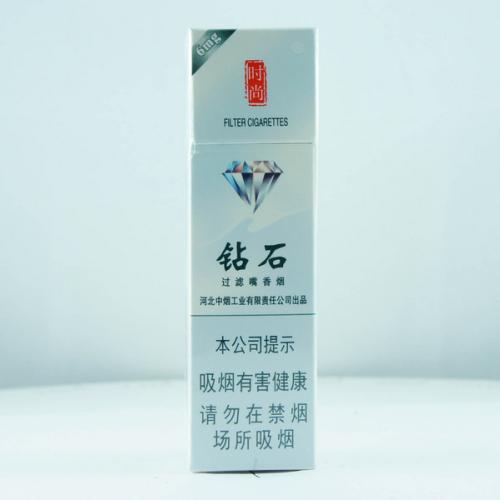 6mg
时尚
FILTER CIGARETTES
钻石
过滤嘴香烟
河北中烟工业有限责任公司出品
本公司提示
吸烟有害健康
请勿在禁烟
场所吸烟